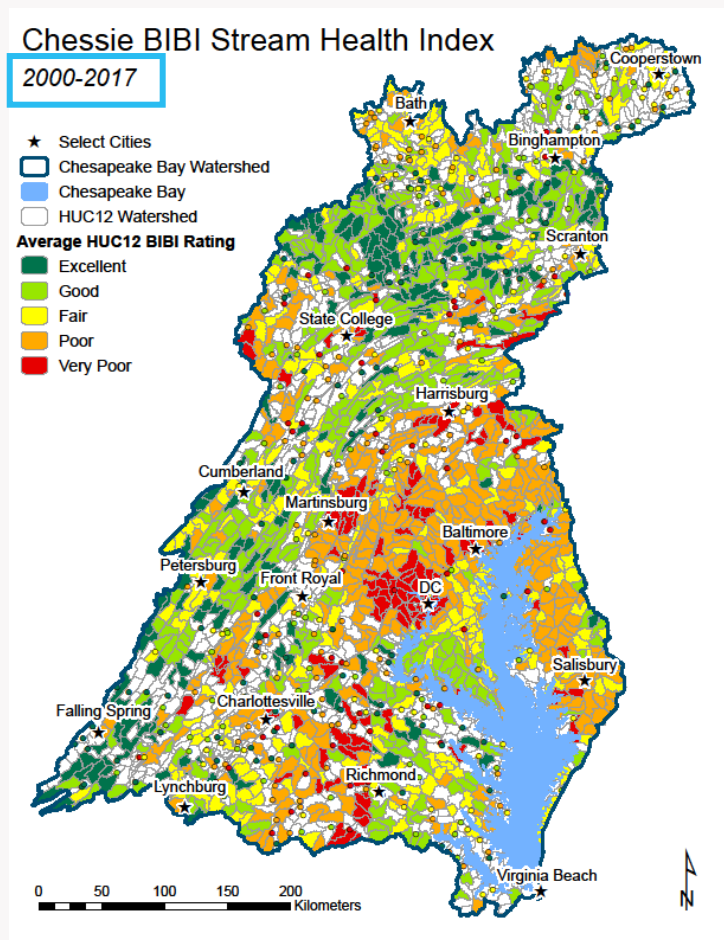 Chessie BIBI Stream Health Index
2000-2017
Cooperstown
Bath
Binghampton
Select Cities
Chesapeake Bay Watershed
Chesapeake Bay
HUC12 Watershed
Average HUC12 BIBI Rating
Excellent
Good
Fair
Poor
Very Poor
Scranton
State College
Harrisburg
Cumberland
Martinsburg
Baltimore
Petersburg
Front Royal
DC
Salisbury
Falling Spring
Charlottesville
Richmond
Lynchburg
Virginia Beach
0 50 100 150 200
Kilometers
N